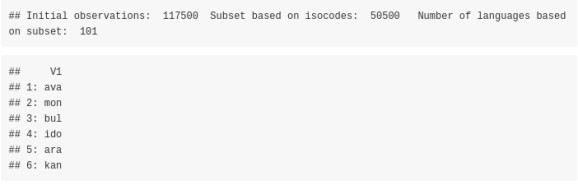 ## Initial observations:  117500  Subset based on isocodes:  50500   Number of languages based
on subset:  101
##     V1
## 1: ava
## 2: mon
## 3: bul
## 4: ido
## 5: ara
## 6: kan